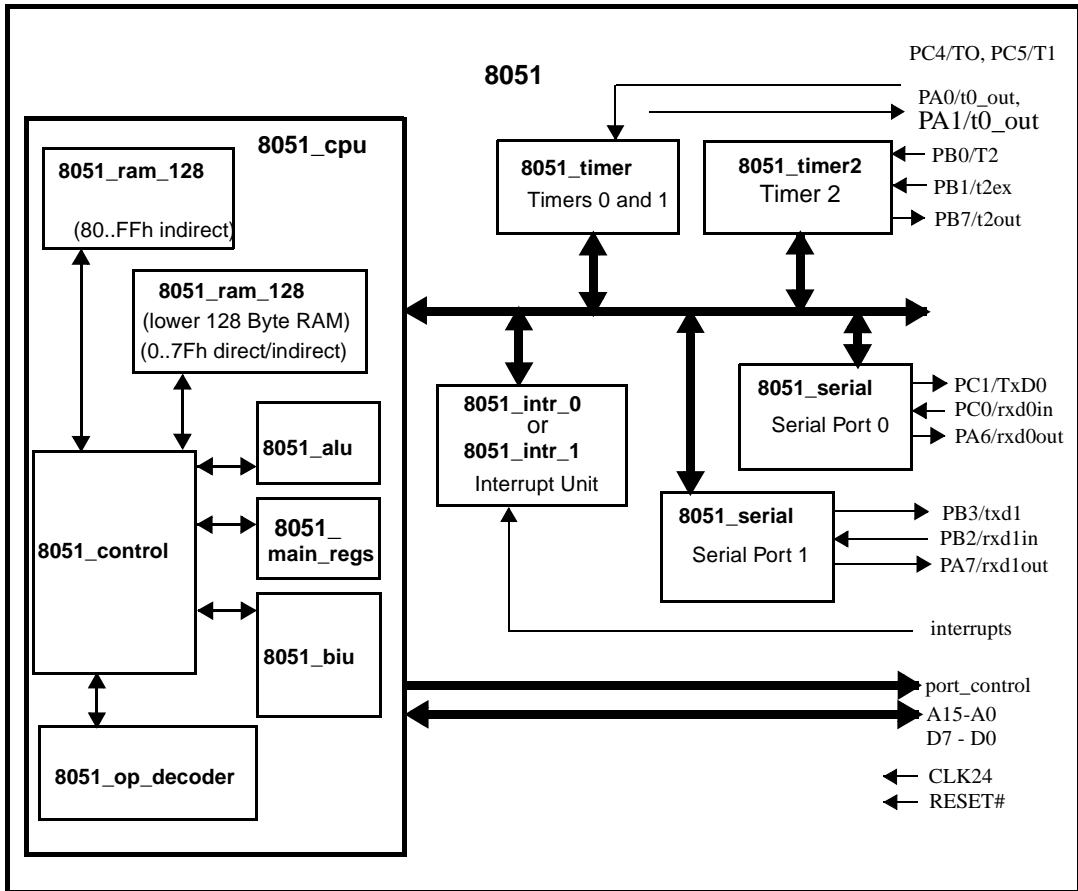 8051
PC4/TO, PC5/T1
PA0/t0_out,
PA1/t0_out
8051_cpu
8051_ram_128
(80..FFh indirect)
8051_ram_128
(lower 128 Byte RAM)
(0..7Fh direct/indirect)
8051_alu
8051_control
8051_
main_regs
8051_biu
8051_op_decoder
8051_timer
Timers 0 and 1
8051_timer2
Timer 2
PB0/T2
PB1/t2ex
PB7/t2out
8051_intr_0
or
8051_intr_1
Interrupt Unit
8051_serial
Serial Port 0
PC1/TxD0
PC0/rxd0in
PA6/rxd0out
8051_serial
Serial Port 1
PB3/txd1
PB2/rxd1in
PA7/rxd1out
interrupts
port_control
A15-A0
D7 - D0
CLK24
RESET#